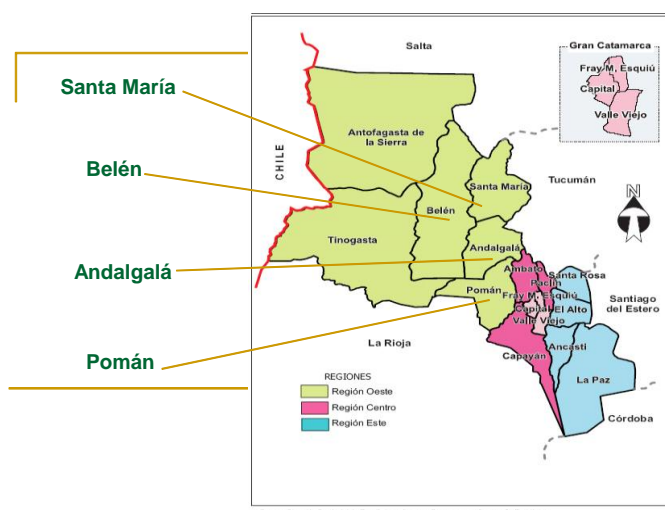 Santa María
Belén
Andalgalá
Pomán
Salta
Gran Catamarca
Fray M. Esquiú
Capital
Valle Viejo
Antofagasta de
la Sierra
CHILE
Santa María
Tucumán
N
Belén
Tinogasta
Andalgalá
Ambato
Santa Rosa
Paclín
Pomán
Fray M. Esquiú
Capital
El Alto
Valle Viejo
Santiago
del Estero
La Rioja
Capayán
Ancasti
La Paz
Córdoba
REGIONES
Región Oeste
Región Centro
Región Este